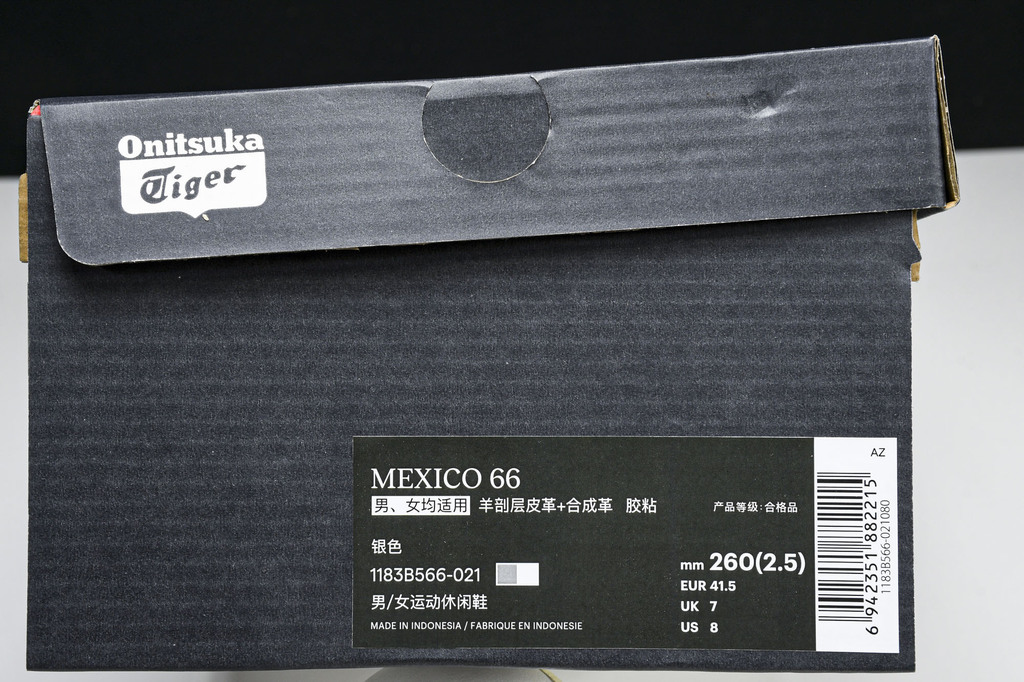 Onitsuka
Tiger
MEXICO 66
男、女均适用 羊剖层皮革+合成革 胶粘
产品等级:合格品
银色
1183B566-021
男/女运动休闲鞋
MADE IN INDONESIA / FABRIQUE EN INDONESIE
mm 260(2.5)
EUR 41.5
UK 7
US 8
AZ
6 942351 882215
1183B566-021080